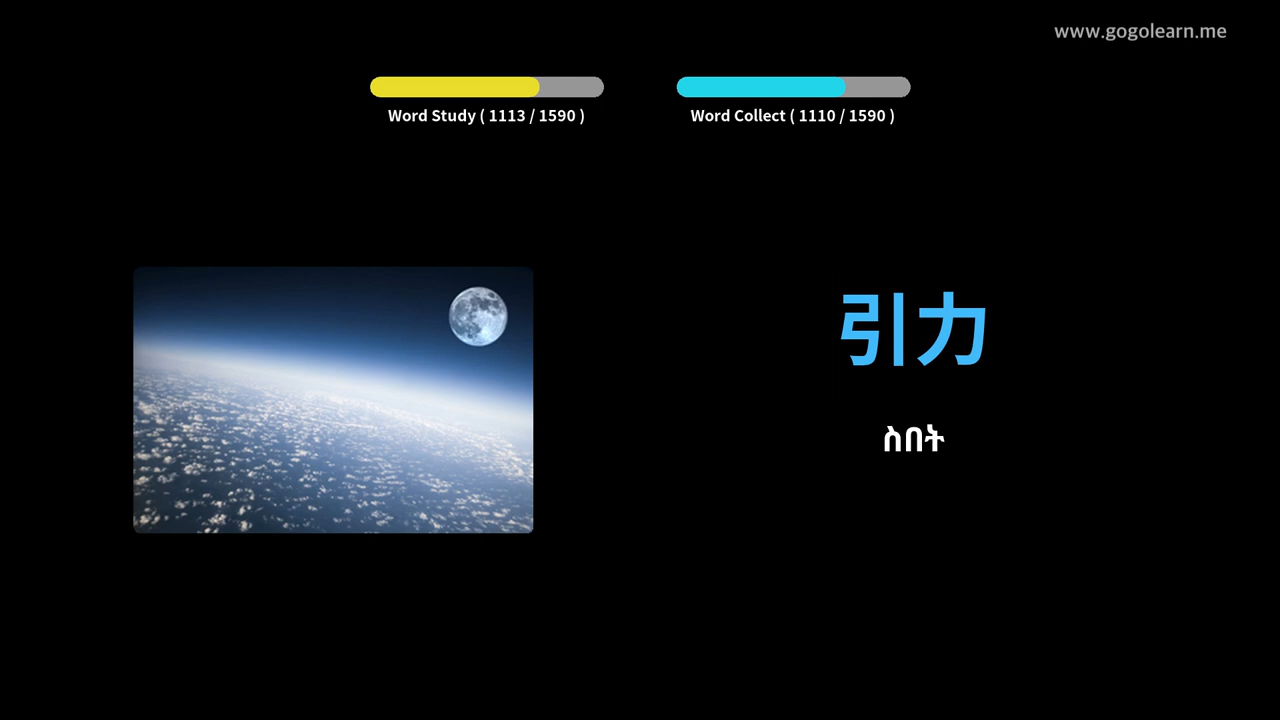 www.gogolearn.me
Word Study ( 1113 / 1590 )
Word Collect ( 1110 / 1590 )
引力
ስበት